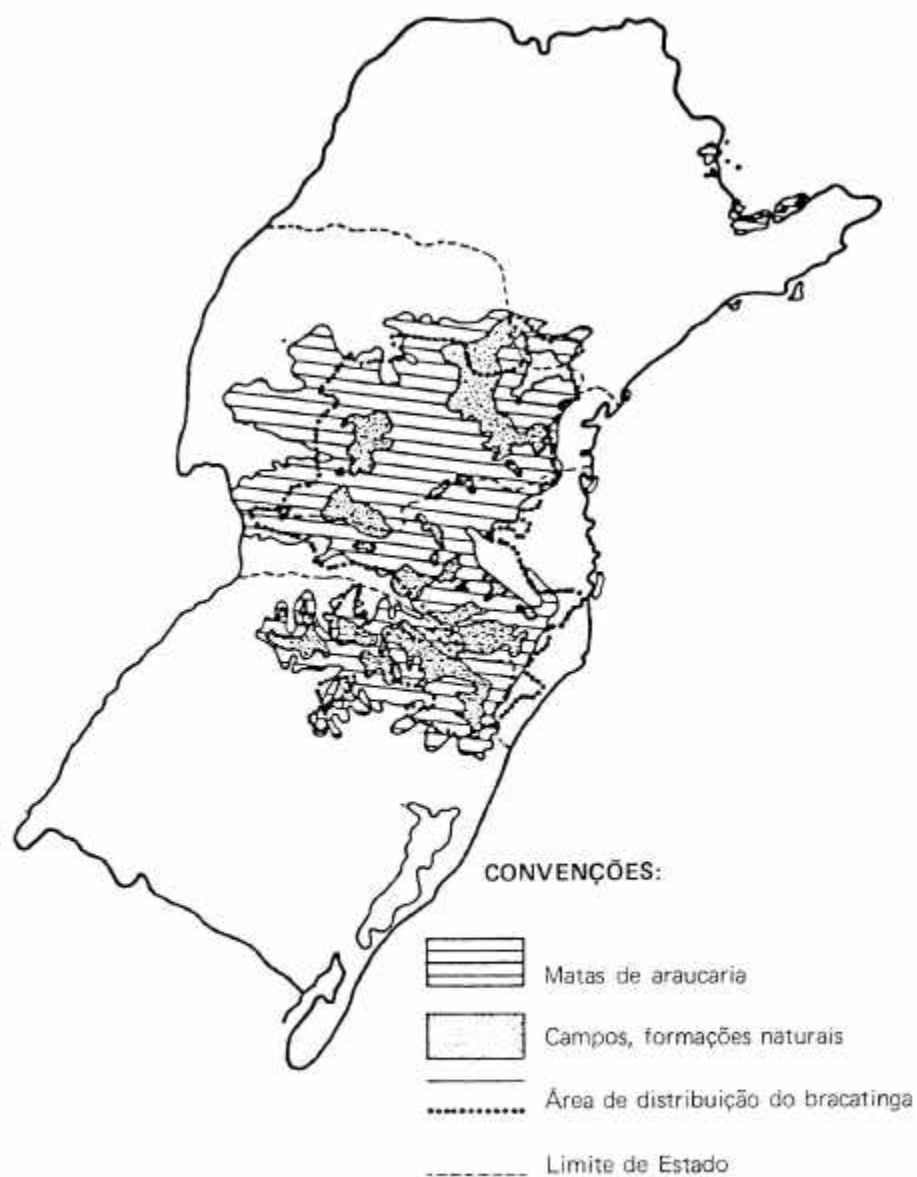 CONVENÇÕES:
Matas de araucaria
Campos, formações naturais
Área de distribuição do bracatinga
Limite de Estado